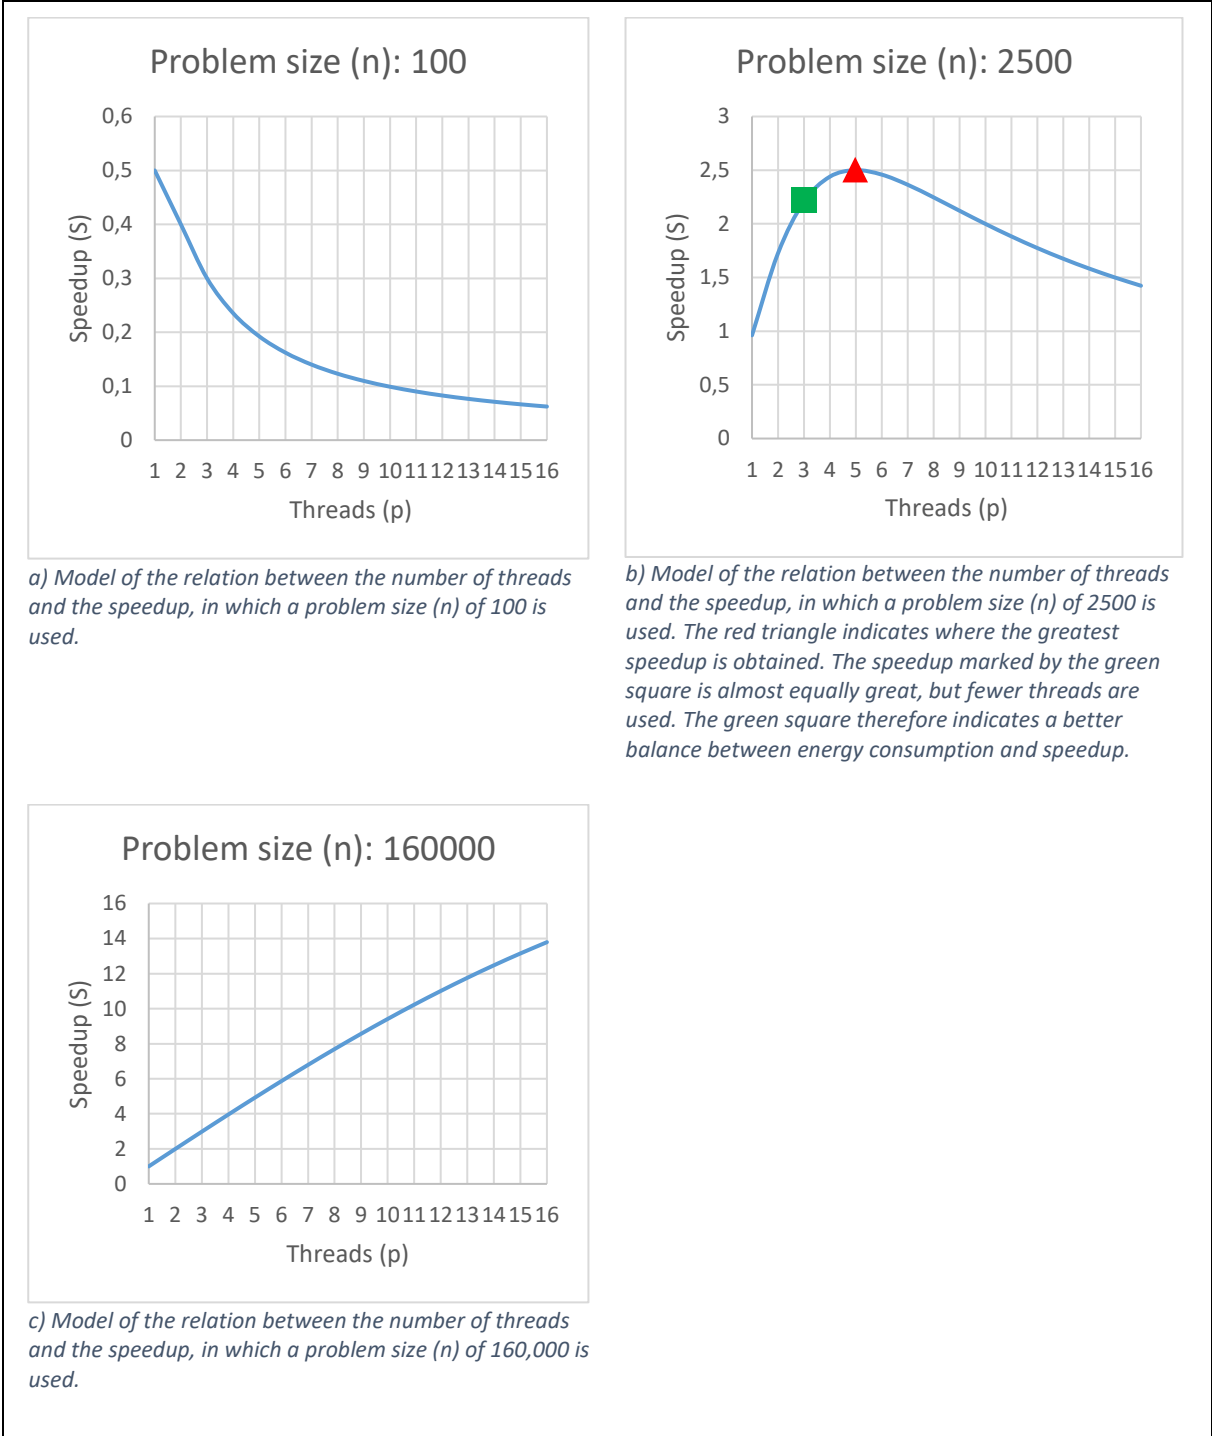 Problem size (n): 100
0,6
0,5
0,4
0,3
0,2
0,1
0
Speedup (S)
1 2 3 4 5 6 7 8 9 10 11 12 13 14 15 16
Threads (p)
a) Model of the relation between the number of threads
and the speedup, in which a problem size (n) of 100 is
used.
Problem size (n): 2500
3
2,5
2
1,5
1
0,5
0
Speedup (S)
1 2 3 4 5 6 7 8 9 10 11 12 13 14 15 16
Threads (p)
b) Model of the relation between the number of threads
and the speedup, in which a problem size (n) of 2500 is
used. The red triangle indicates where the greatest
speedup is obtained. The speedup marked by the green
square is almost equally great, but fewer threads are
used. The green square therefore indicates a better
balance between energy consumption and speedup.
Problem size (n): 160000
16
14
12
10
8
6
4
2
0
Speedup (S)
1 2 3 4 5 6 7 8 9 10 11 12 13 14 15 16
Threads (p)
c) Model of the relation between the number of threads
and the speedup, in which a problem size (n) of 160,000 is
used.